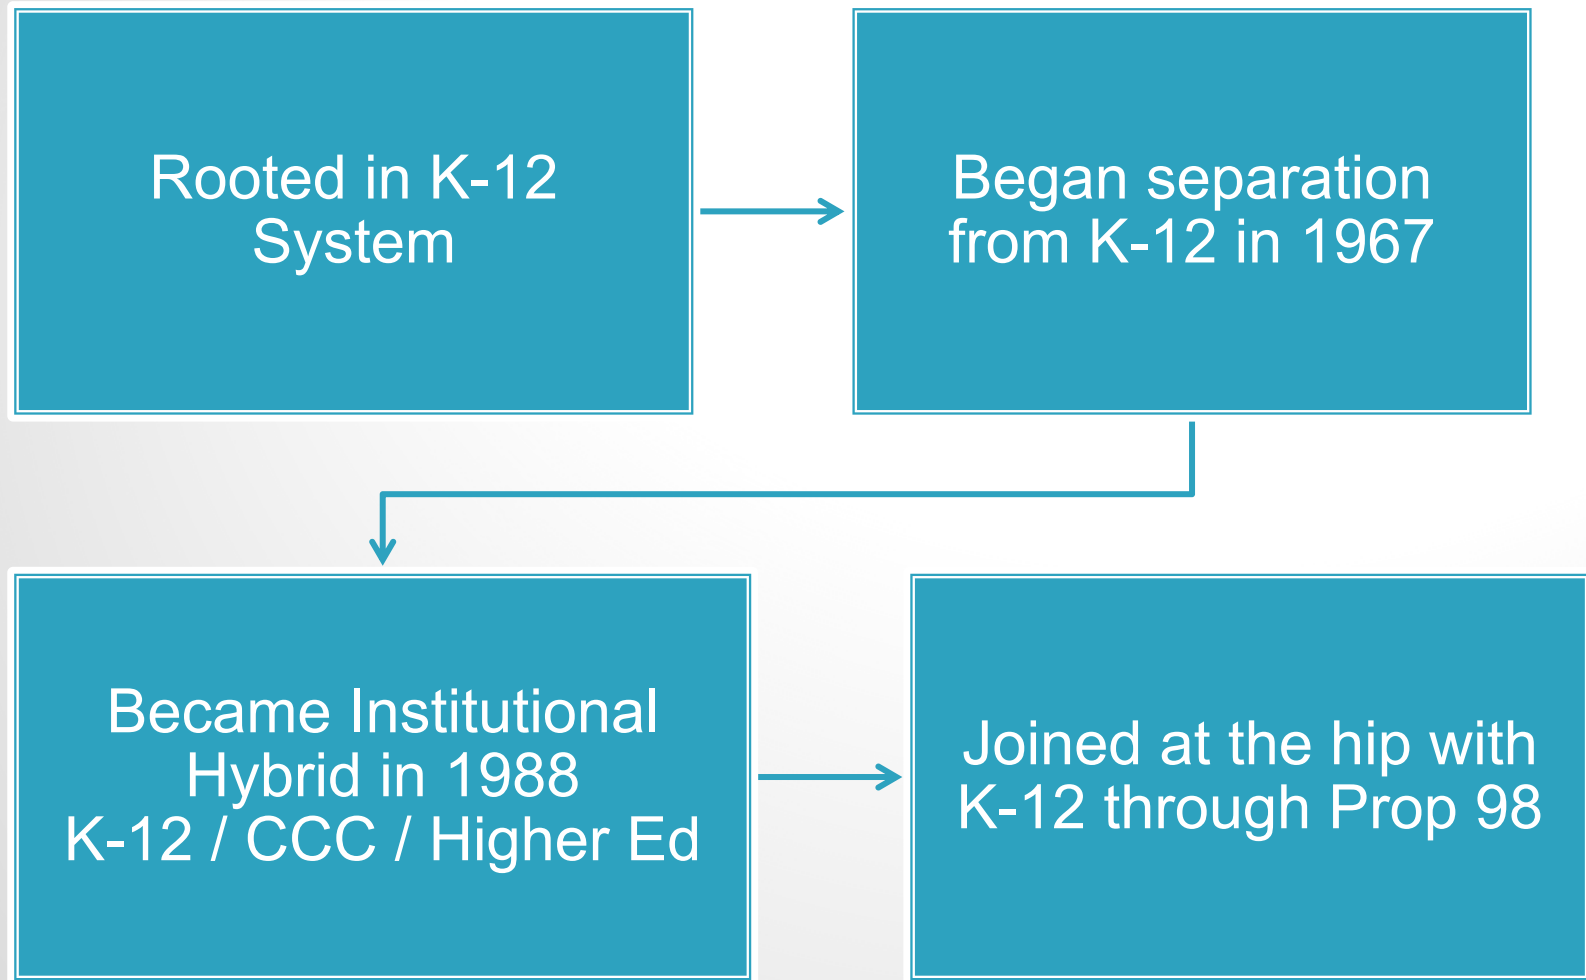 Rooted in K-12
System
Began separation
from K-12 in 1967
Became Institutional
Hybrid in 1988
K-12 / CCC / Higher Ed
Joined at the hip with
K-12 through Prop 98